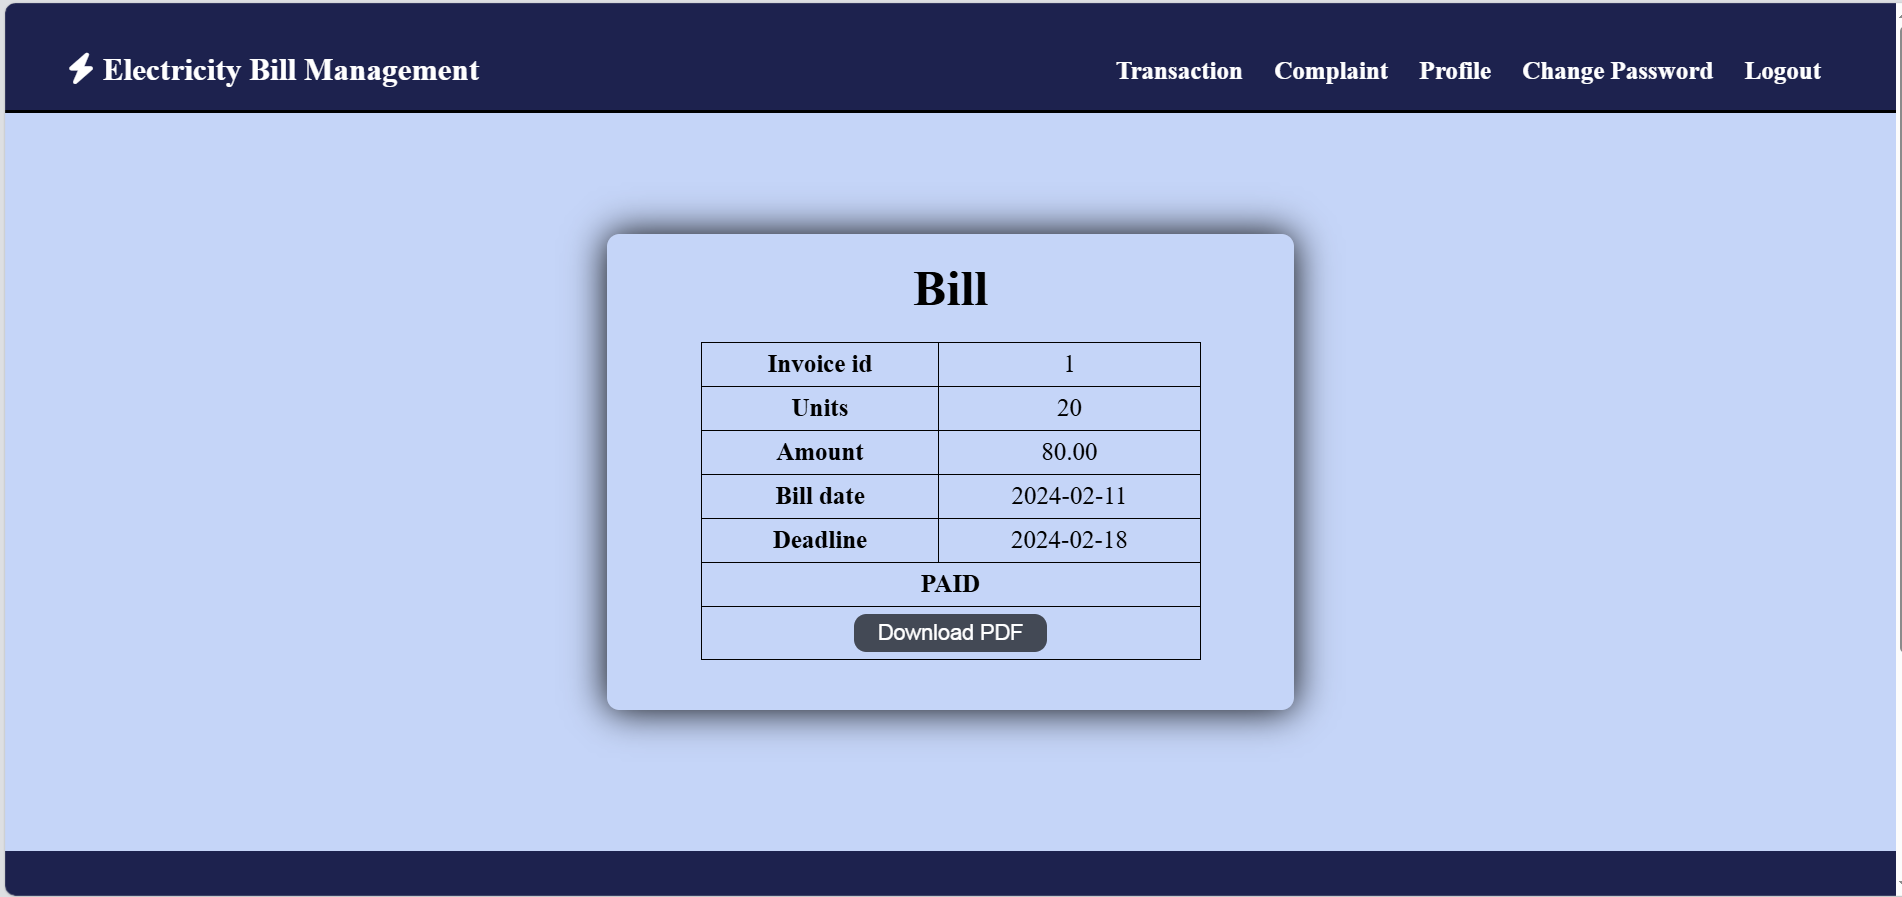 Electricity Bill Management
Transaction Complaint Profile Change Password Logout
Bill
Invoice id 1
Units 20
Amount 80.00
Bill date 2024-02-11
Deadline 2024-02-18
PAID
Download PDF